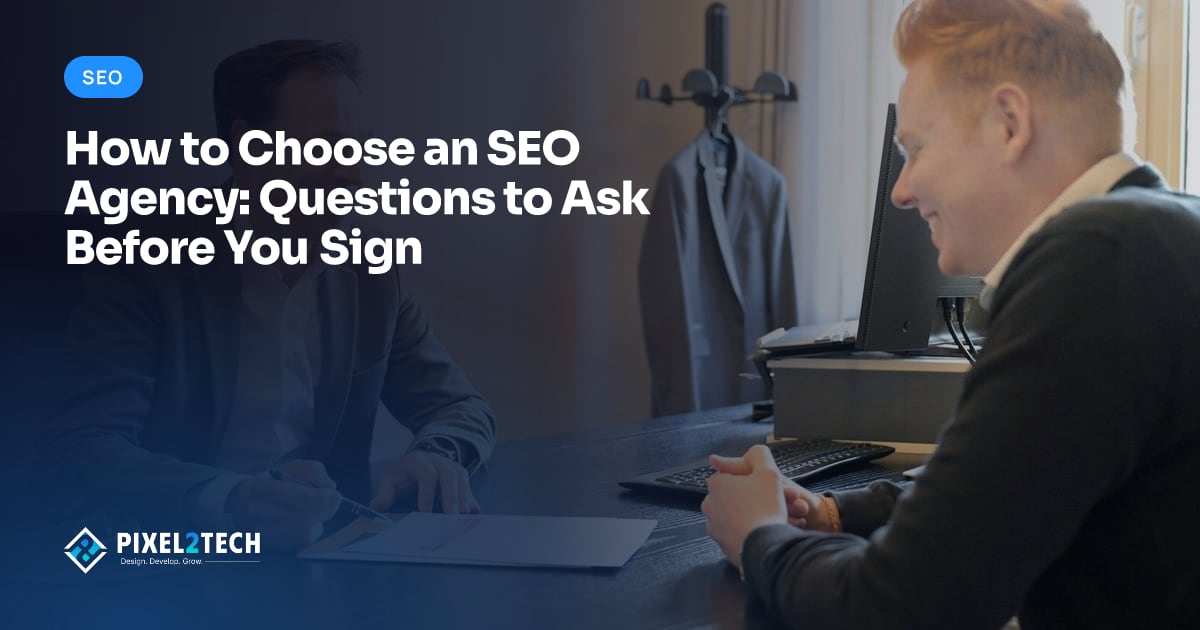 SEO
How to Choose an SEO
Agency: Questions to Ask
Before You Sign
PIXEL2TECH
Design. Develop. Grow.